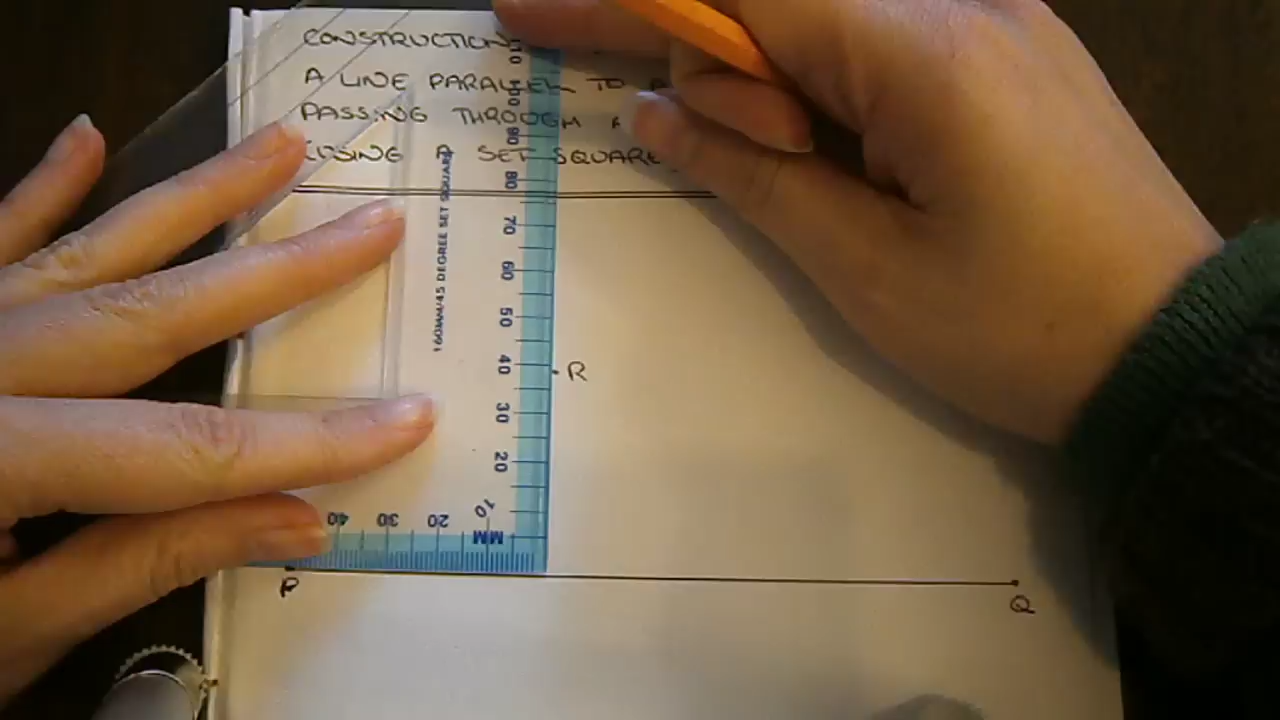 CONSTRUCTION
A LINE PARALLEL TO
PASSING THROUGH
USING A SET SQUARE
160MM/45 DEGREE SET SQUARE
90
80
70
60
50
40
30
20
10
MM
20
30
40
R
P
Q